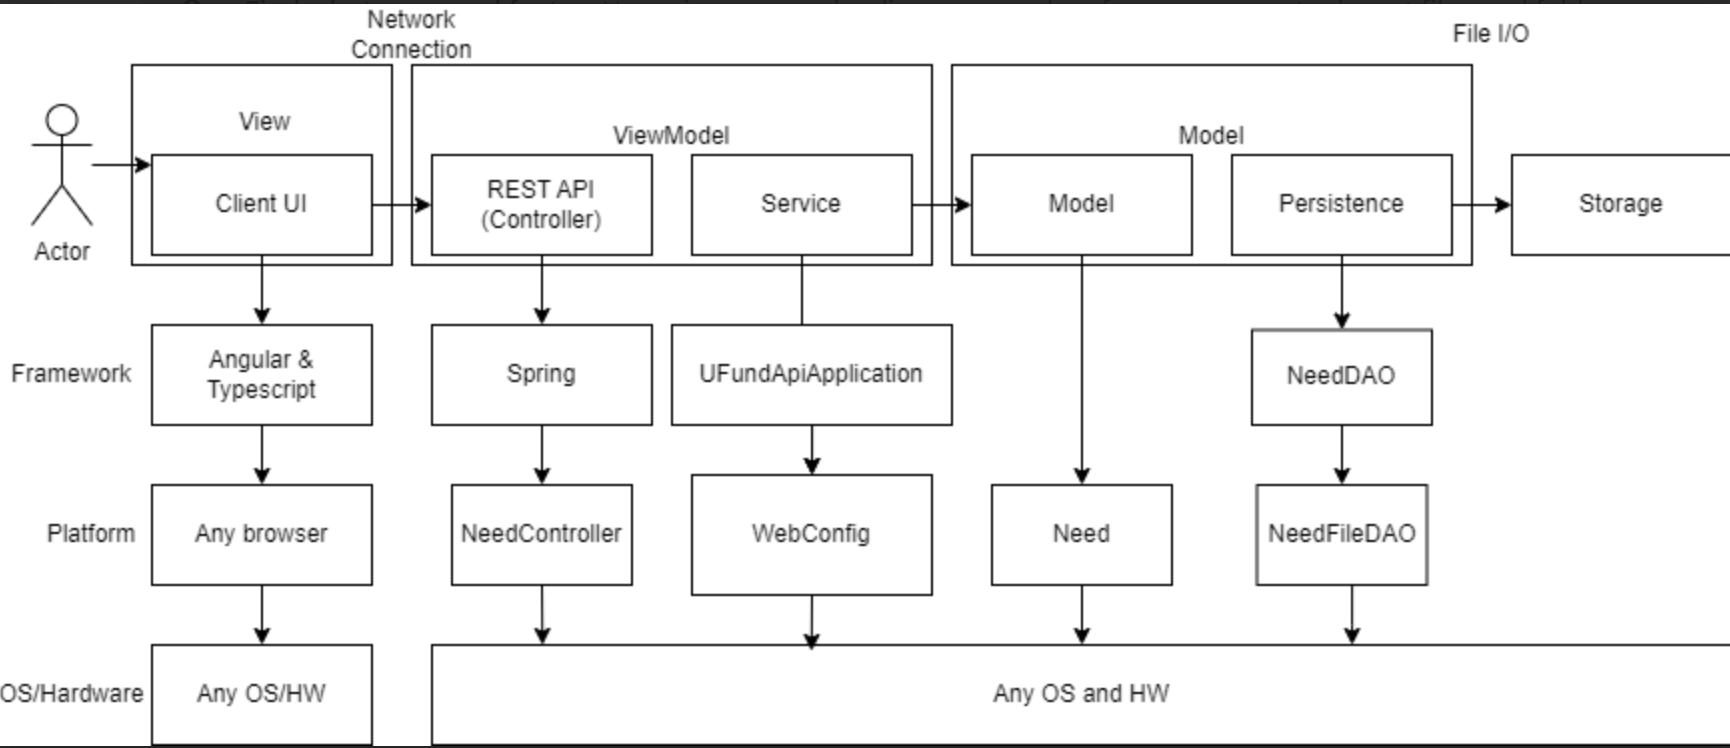 Network
Connection
File I/O
View
ViewModel
Model
Actor
Client UI
REST API
(Controller)
Service
Model
Persistence
Storage
Framework
Angular &
Typescript
Spring
UFundApiApplication
NeedDAO
Platform
Any browser
NeedController
WebConfig
Need
NeedFileDAO
OS/Hardware
Any OS/HW
Any OS and HW